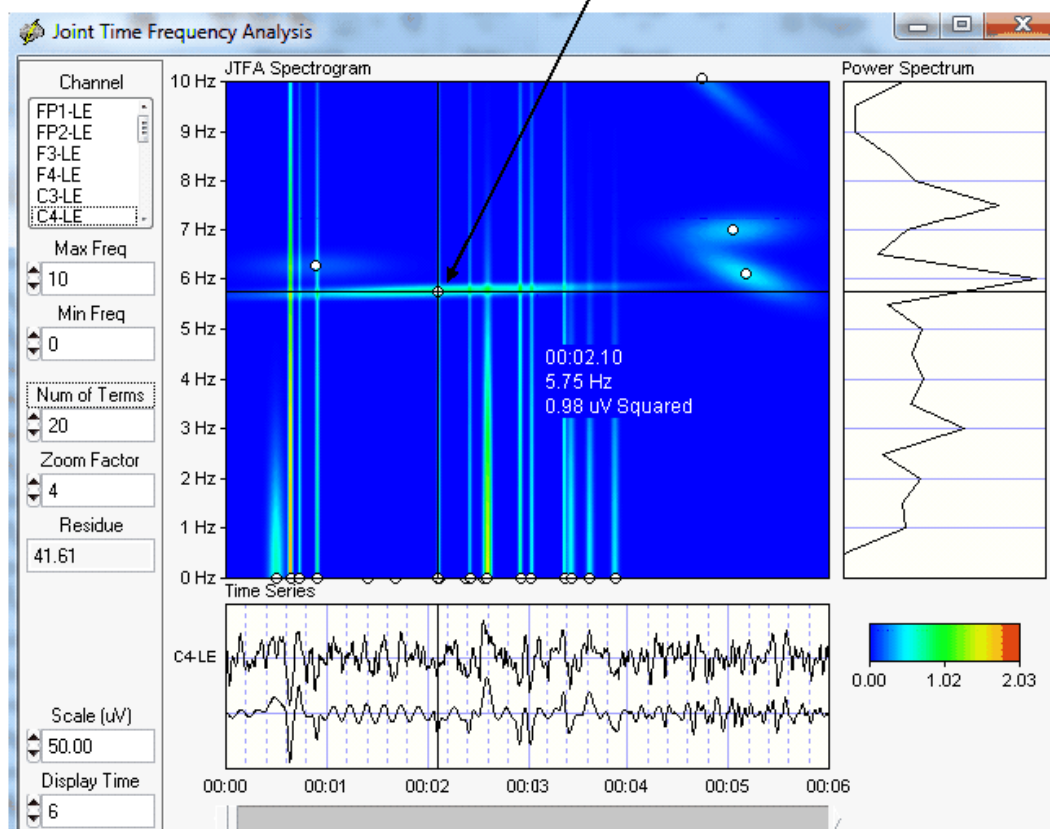 Joint Time Frequency Analysis
Channel
FP1-LE
FP2-LE
F3-LE
F4-LE
C3-LE
C4-LE
Max Freq
10
Min Freq
0
Num of Terms
20
Zoom Factor
4
Residue
41.61
Scale (uV)
50.00
Display Time
6
JTFA Spectrogram
10 Hz
9 Hz
8 Hz
7 Hz
6 Hz
5 Hz
4 Hz
3 Hz
2 Hz
1 Hz
0 Hz
00:02.10
5.75 Hz
0.98 uV Squared
Power Spectrum
Time Series
C4-LE
00:00 00:01 00:02 00:03 00:04 00:05 00:06
0.00 1.02 2.03